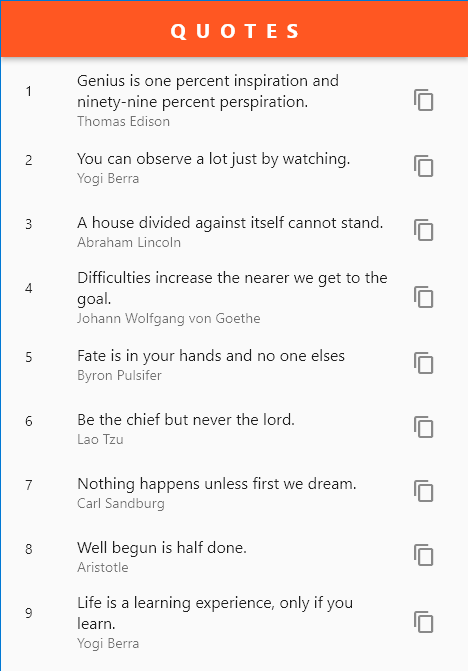 QUOTES
1
Genius is one percent inspiration and
ninety-nine percent perspiration.
Thomas Edison
2
You can observe a lot just by watching.
Yogi Berra
3
A house divided against itself cannot stand.
Abraham Lincoln
4
Difficulties increase the nearer we get to the
goal.
Johann Wolfgang von Goethe
5
Fate is in your hands and no one elses
Byron Pulsifer
6
Be the chief but never the lord.
Lao Tzu
7
Nothing happens unless first we dream.
Carl Sandburg
8
Well begun is half done.
Aristotle
9
Life is a learning experience, only if you
learn.
Yogi Berra